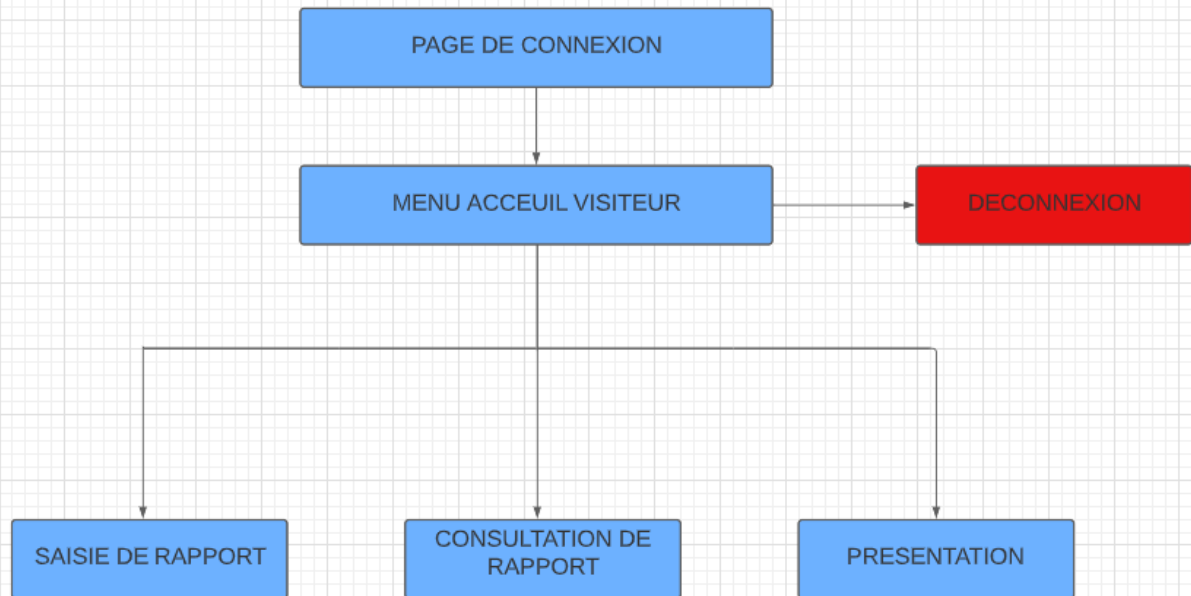 PAGE DE CONNEXION
MENU ACCEUIL VISITEUR
DECONNEXION
SAISIE DE RAPPORT
CONSULTATION DE
RAPPORT
PRESENTATION